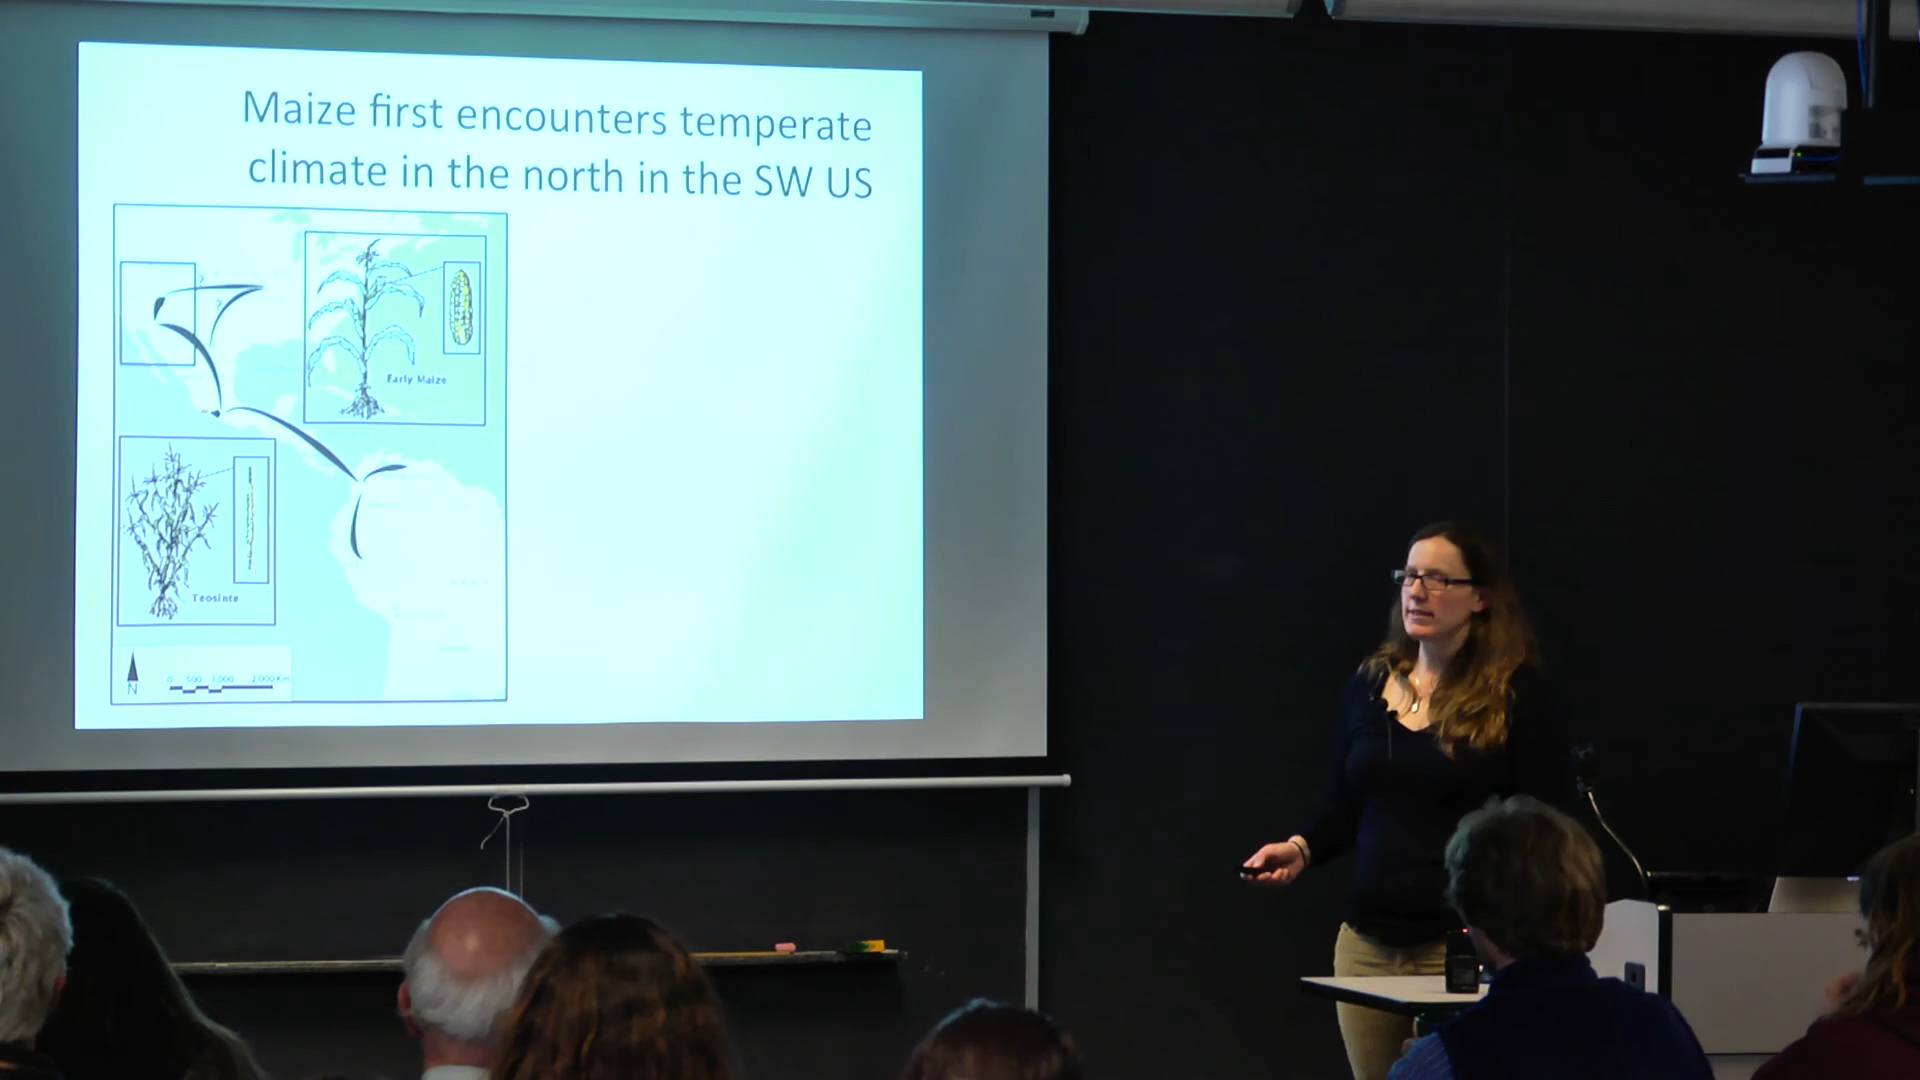 Maize first encounters temperate
climate in the north in the SW US
?
?
Early Maize
Teosinte
N
0 500 1,000 2,000 Km